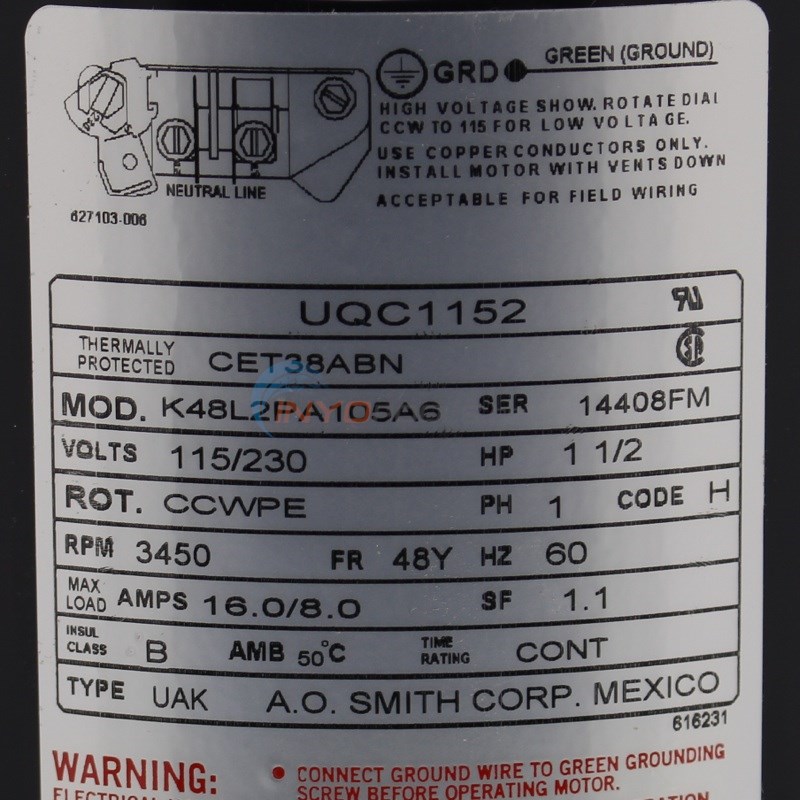 GRD GREEN (GROUND)
HIGH VOLTAGE SHOW. ROTATE DIAL
CCW TO 115 FOR LOW VOLTAGE.
USE COPPER CONDUCTORS ONLY.
INSTALL MOTOR WITH VENTS DOWN
ACCEPTABLE FOR FIELD WIRING
NEUTRAL LINE
627103-006
UQC1152
THERMALLY
PROTECTED CET38ABN
MOD. K48L2PA105A6 SER 14408FM
VOLTS 115/230 HP 1 1/2
ROT. CCWPE PH 1 CODE H
RPM 3450 FR 48Y HZ 60
MAX
LOAD AMPS 16.0/8.0 SF 1.1
INSUL
CLASS B AMB 50°C TIME
RATING CONT
TYPE UAK A.O. SMITH CORP. MEXICO
616231
WARNING:
• CONNECT GROUND WIRE TO GREEN GROUNDING
SCREW BEFORE OPERATING MOTOR.